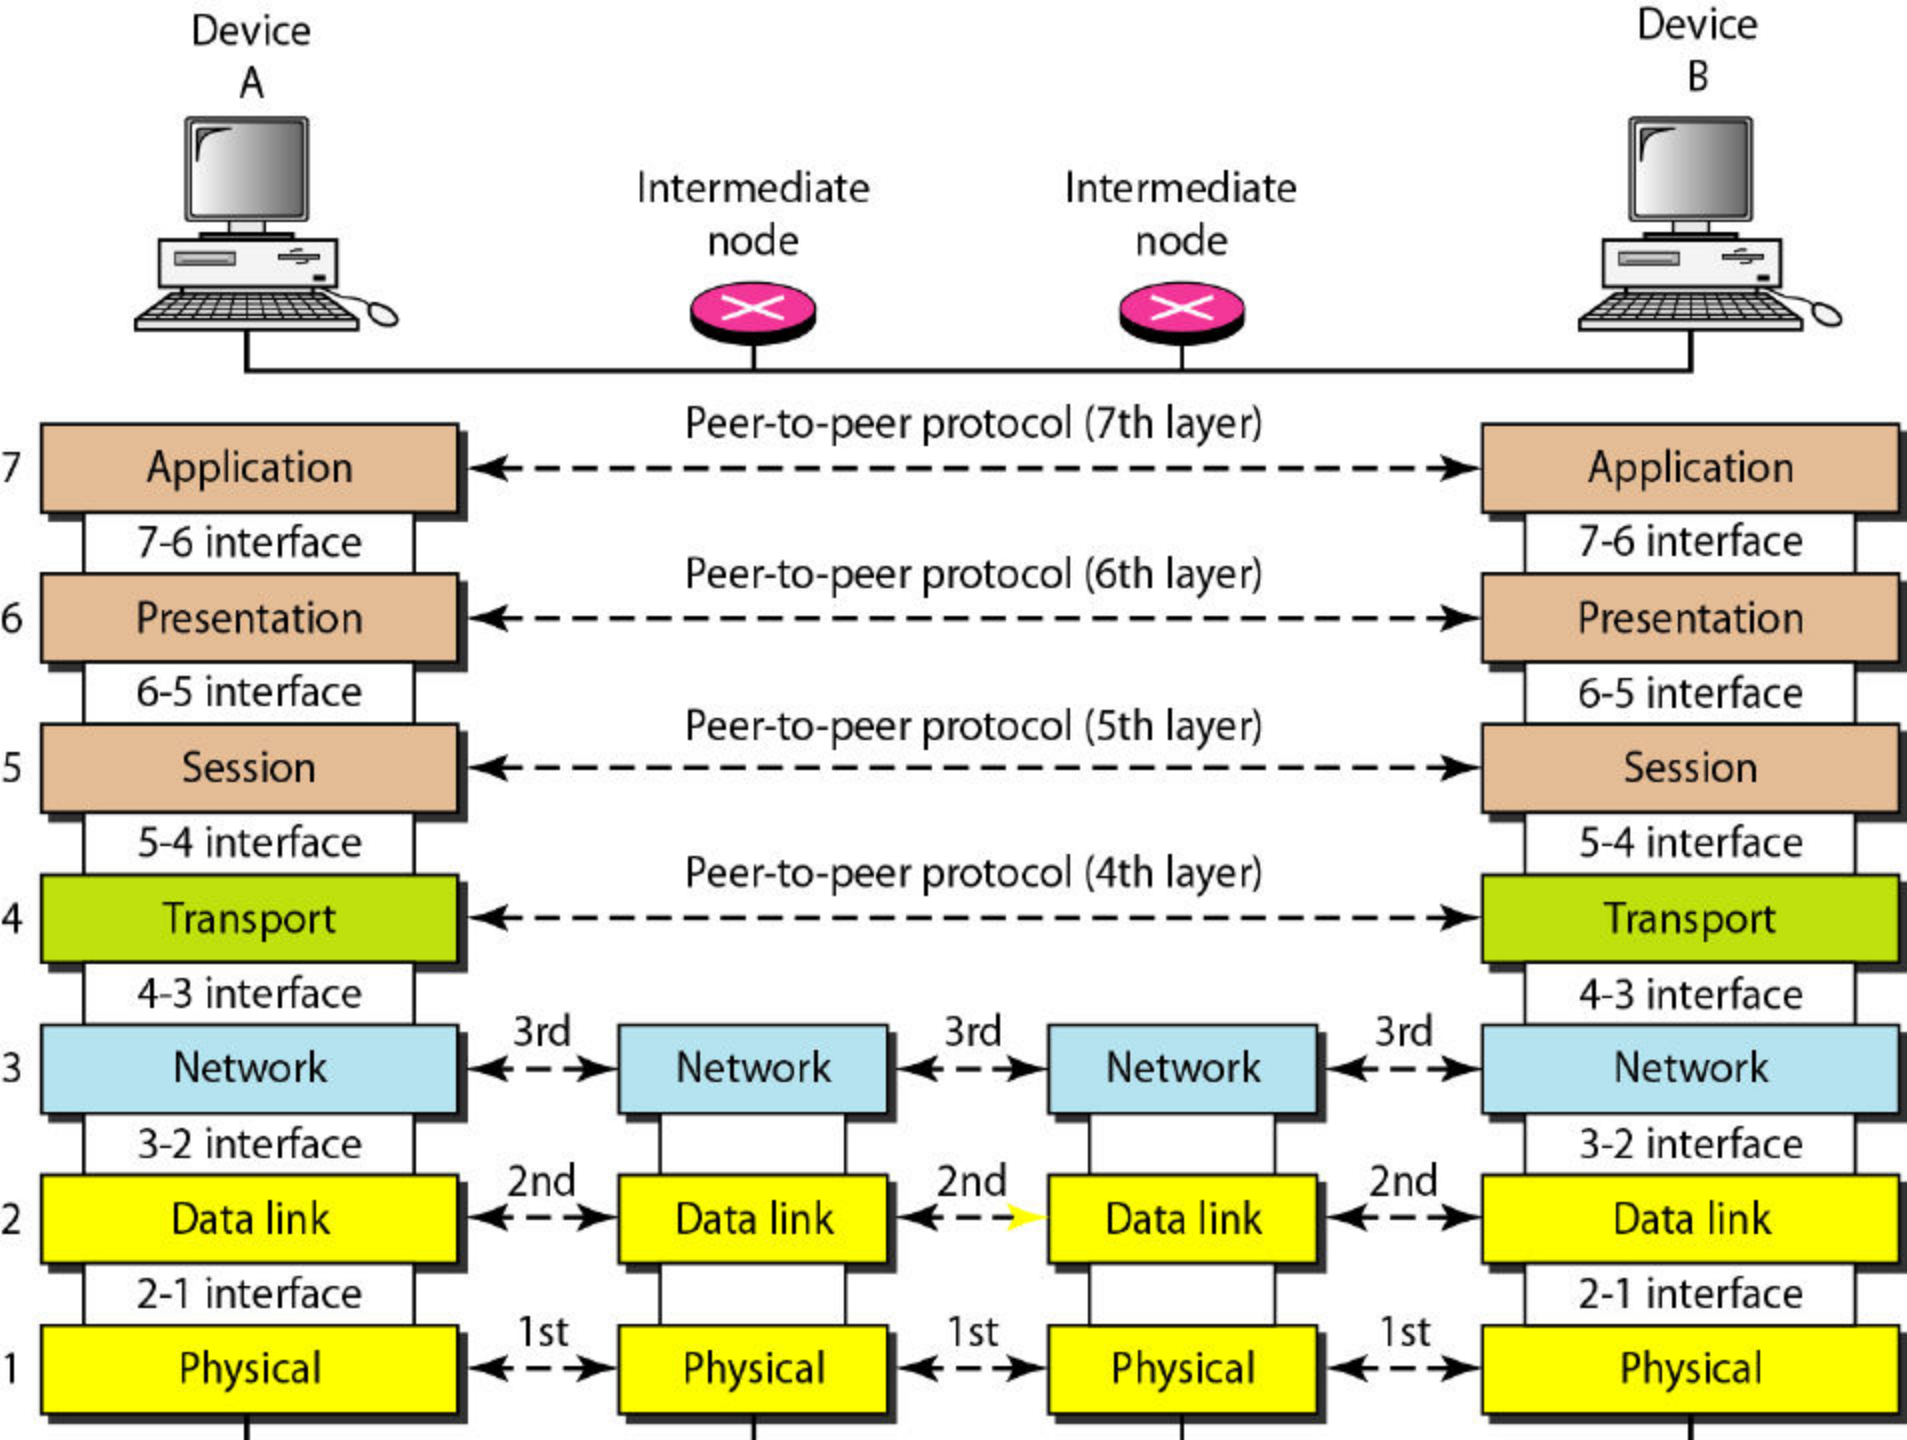 Device
A
Device
B
Intermediate
node
Intermediate
node
Peer-to-peer protocol (7th layer)
7
Application
Application
7-6 interface
7-6 interface
Peer-to-peer protocol (6th layer)
6
Presentation
Presentation
6-5 interface
6-5 interface
Peer-to-peer protocol (5th layer)
5
Session
Session
5-4 interface
5-4 interface
Peer-to-peer protocol (4th layer)
4
Transport
Transport
4-3 interface
4-3 interface
3rd
3rd
3rd
3
Network
Network
Network
Network
3-2 interface
3-2 interface
2nd
2nd
2nd
2
Data link
Data link
Data link
Data link
2-1 interface
2-1 interface
1st
1st
1st
1
Physical
Physical
Physical
Physical